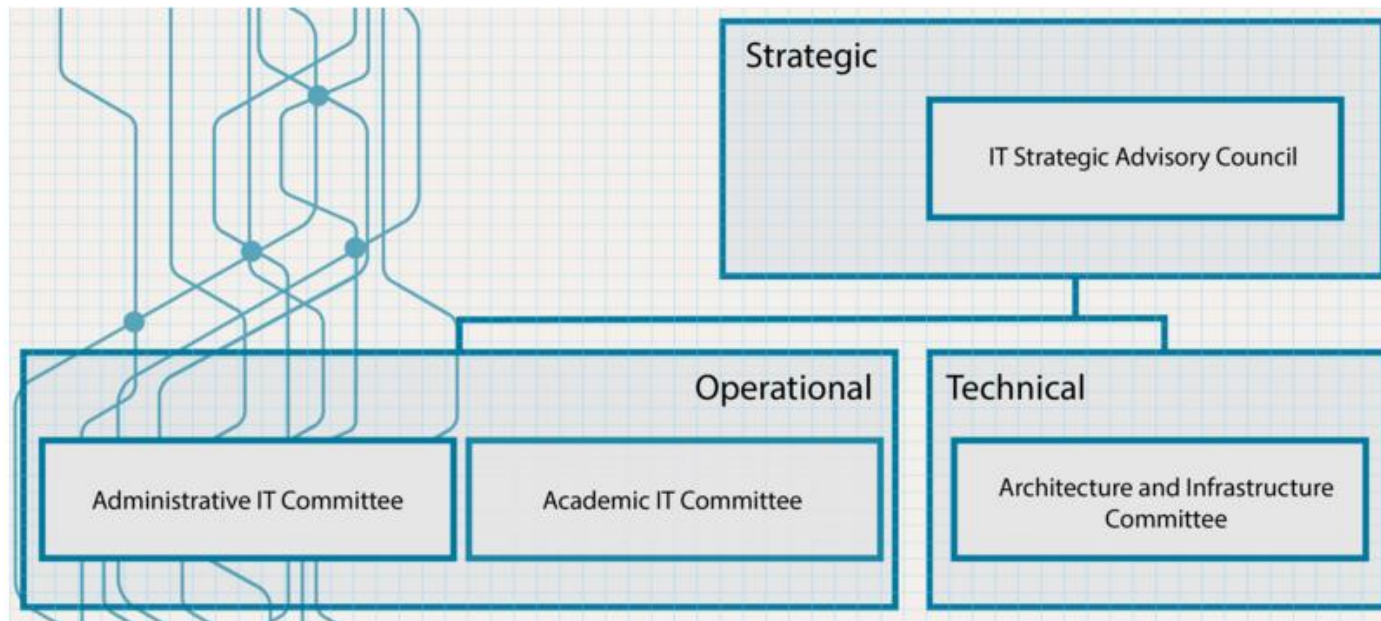 Strategic
IT Strategic Advisory Council
Operational
Technical
Administrative IT Committee
Academic IT Committee
Architecture and Infrastructure
Committee